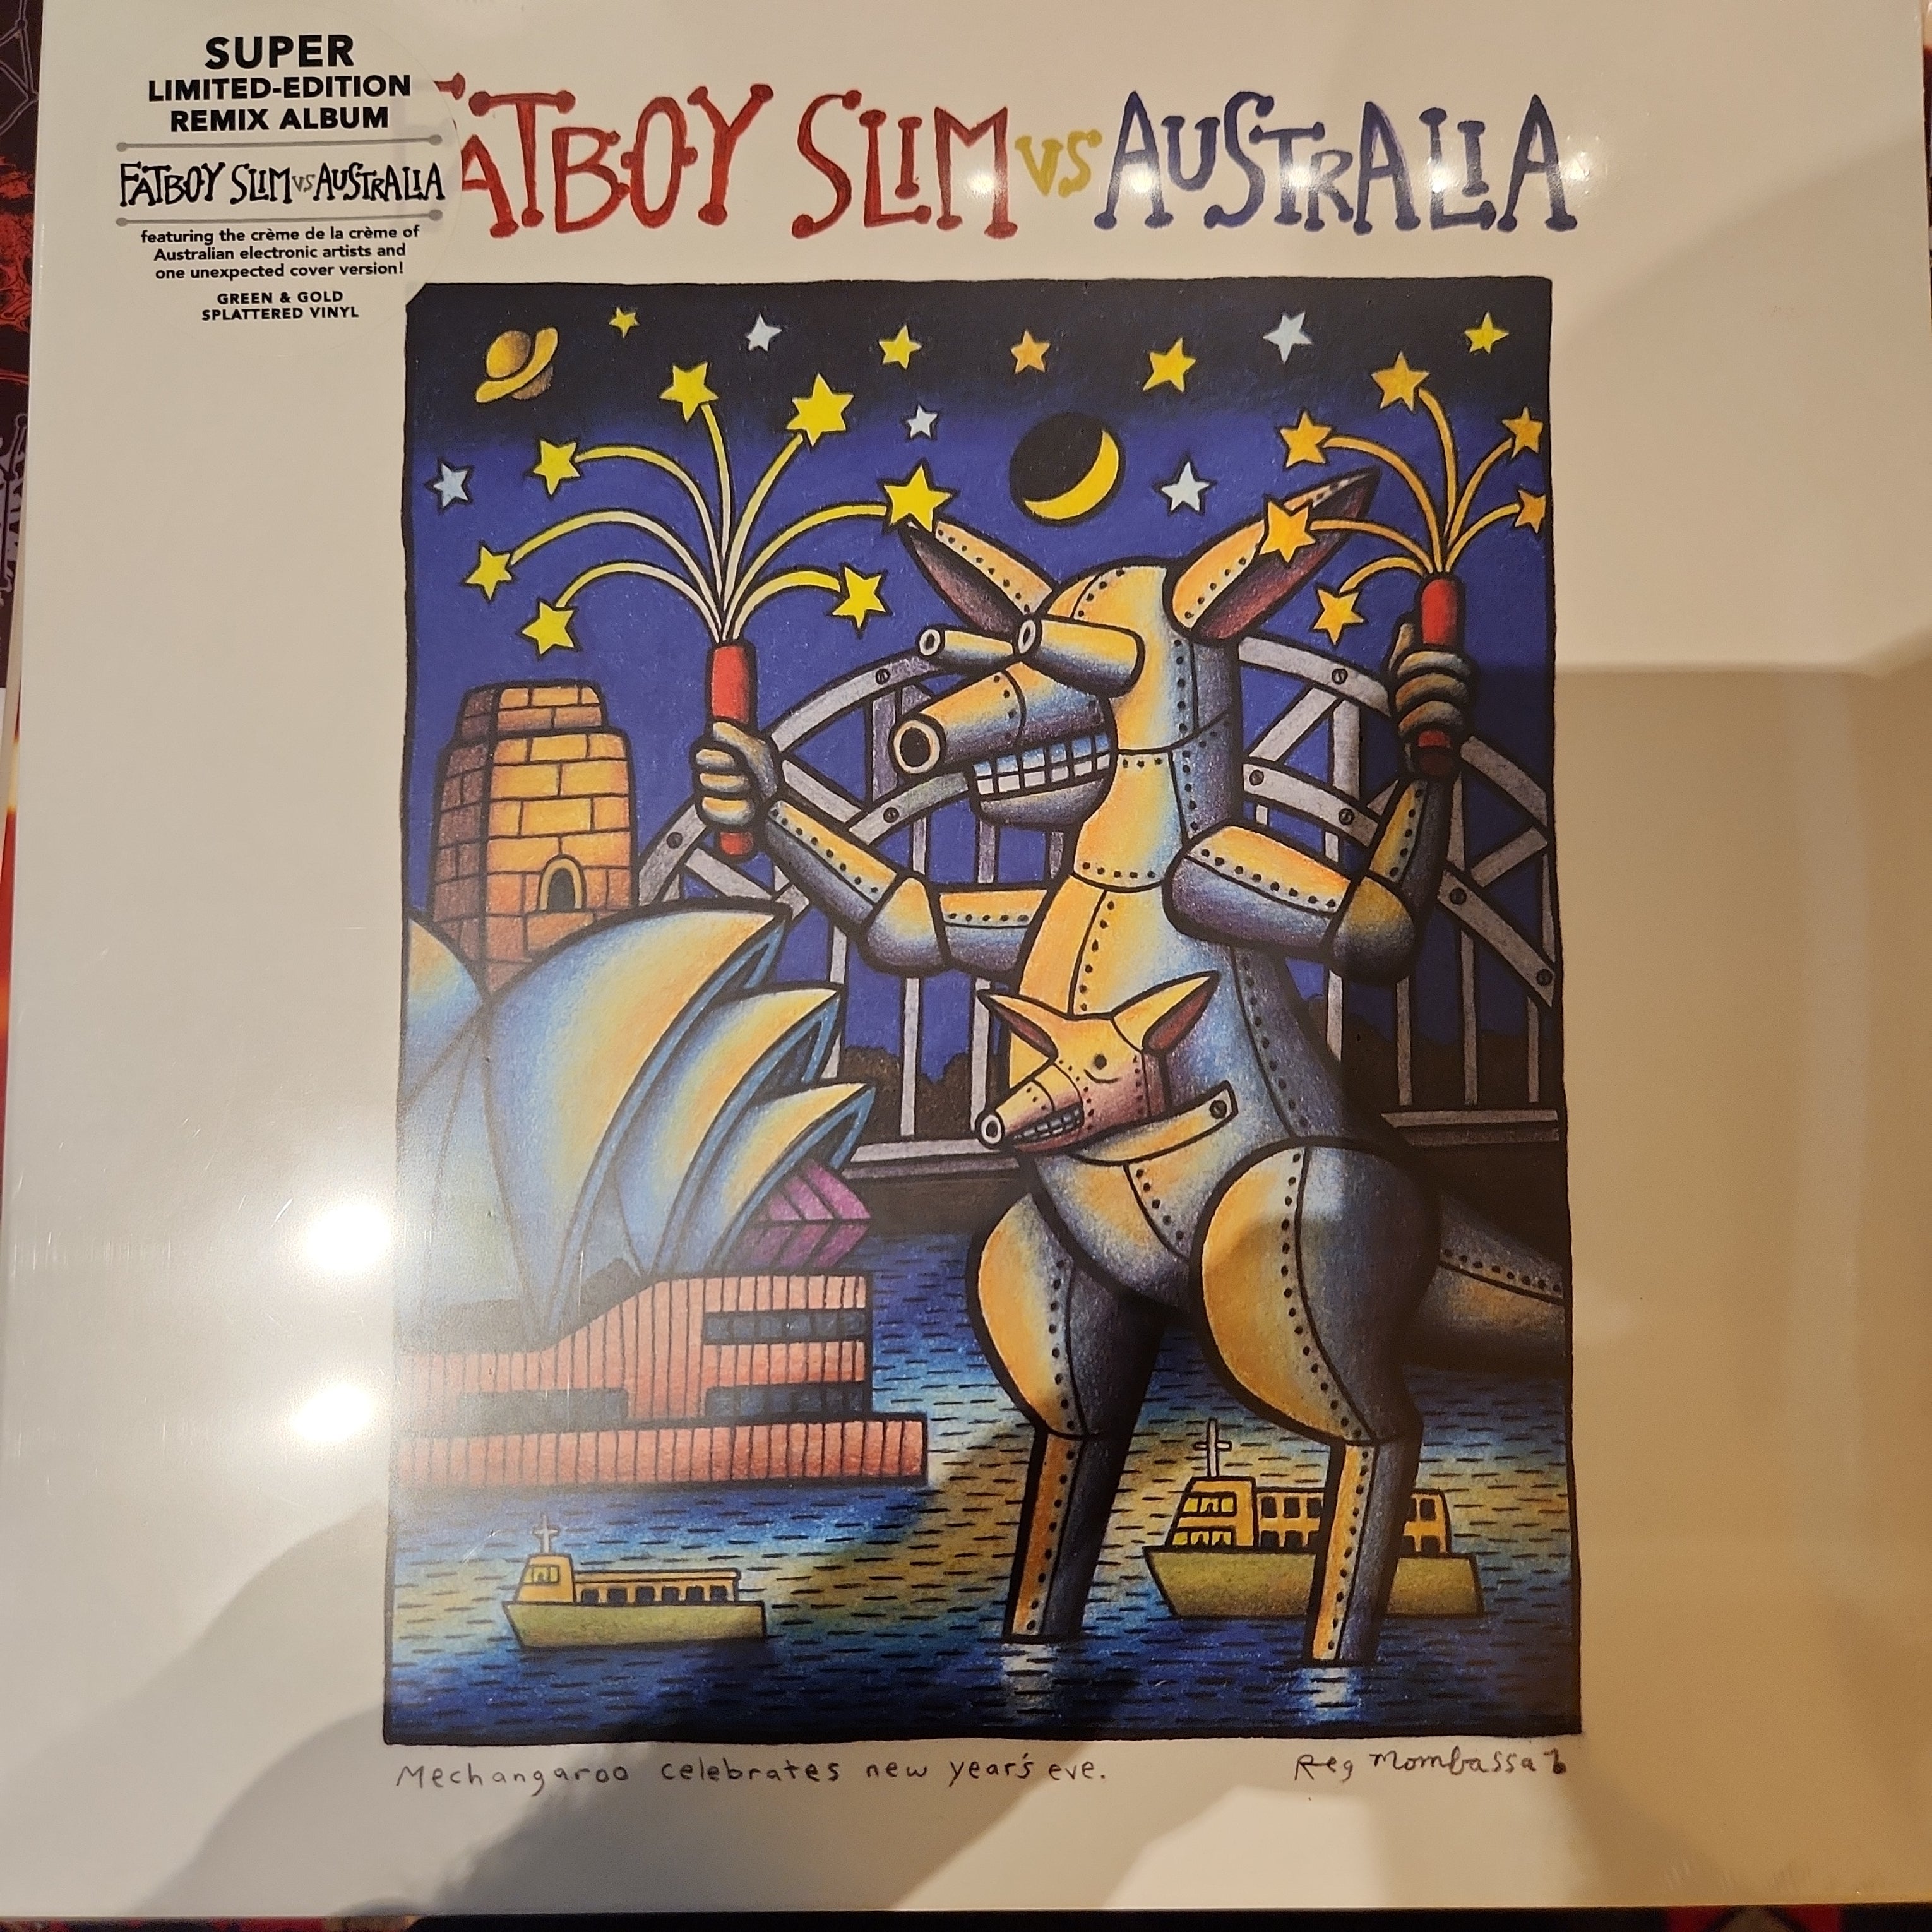 SUPER
LIMITED-EDITION
REMIX ALBUM
FATBOY SLIM VS AUSTRALIA
featuring the crème de la crème of
Australian electronic artists and
one unexpected cover version!
GREEN & GOLD
SPLATTERED VINYL
FATBOY SLIM VS AUSTRALIA
Mechangaroo celebrates new year's eve.
Reg Mombassa